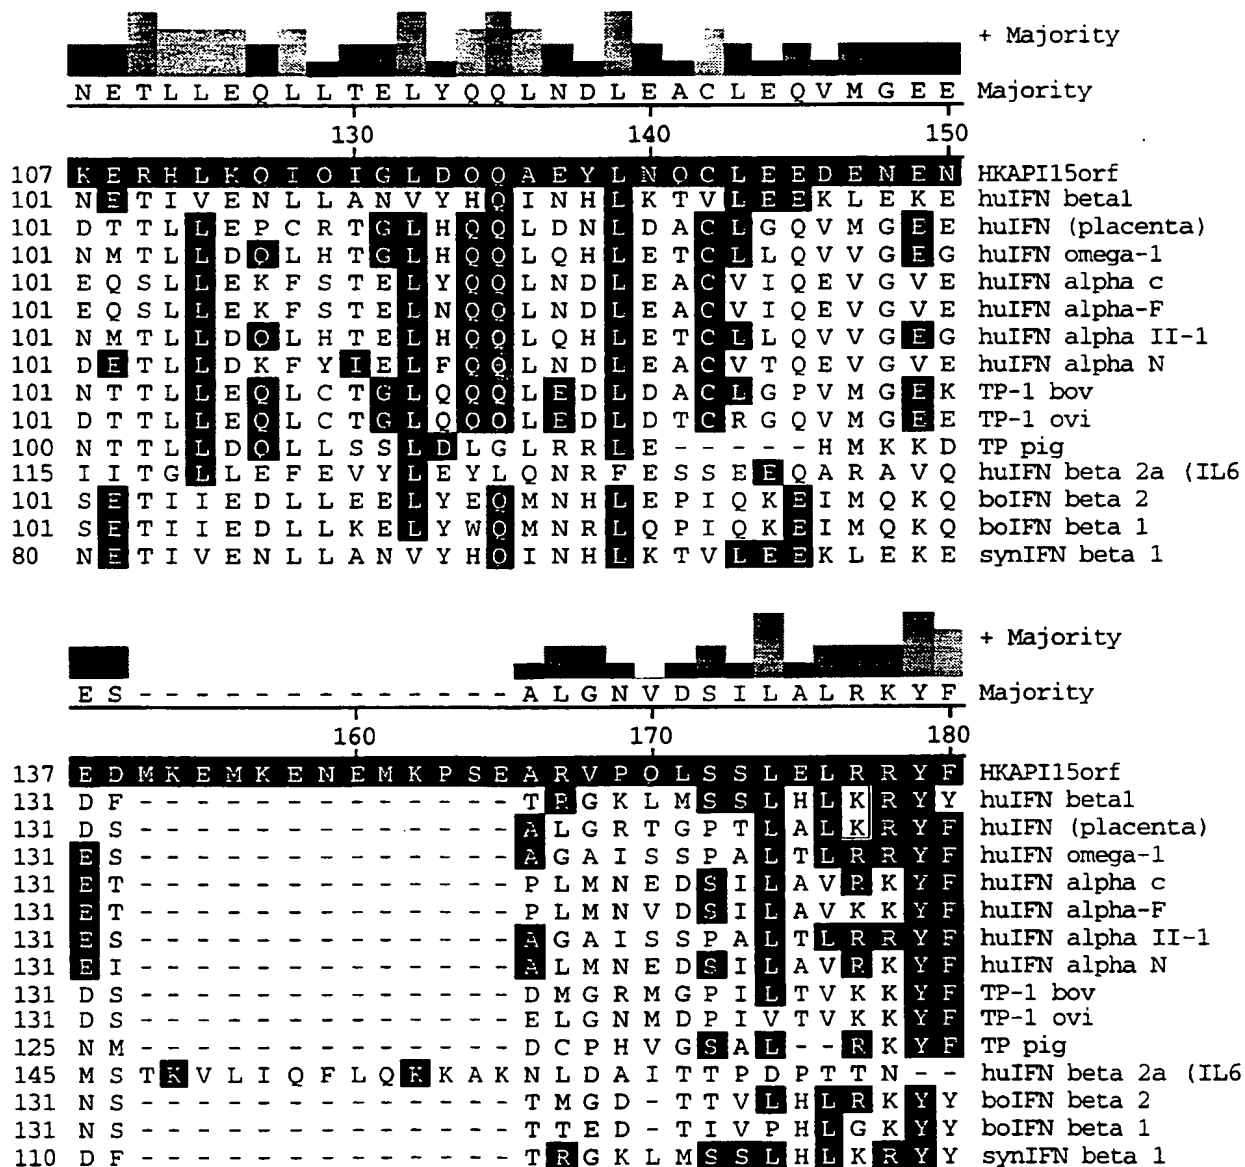 + Majority
N E T L L E Q L L T E L Y Q Q L N D L E A C L E Q V M G E E Majority
130 140 150
107 K E R H L K Q I Q I G L D Q Q A E Y L N Q C L E E D E N E N HKAPI15orf
101 N E T I V E N L L A N V Y H Q I N H L K T V L E E K L E K E huIFN beta1
101 D T T L L E P C R T G L H Q Q L D N L D A C L G Q V M G E E huIFN (placenta)
101 N M T L L D Q L H T G L H Q Q L Q H L E T C L L Q V V G E G huIFN omega-1
101 E Q S L L E K F S T E L Y Q Q L N D L E A C V I Q E V G V E huIFN alpha c
101 E Q S L L E K F S T E L N Q Q L N D L E A C V I Q E V G V E huIFN alpha-F
101 N M T L L D Q L H T E L H Q Q L Q H L E T C L L Q V V G E G huIFN alpha II-1
101 D E T L L D K F Y I E L F Q Q L N D L E A C V T Q E V G V E huIFN alpha N
101 N T T L L E Q L C T G L Q Q Q L E D L D A C L G P V M G E K TP-1 bov
101 D T T L L E Q L C T G L Q Q Q L E D L D T C R G Q V M G E E TP-1 ovi
100 N T T L L D Q L L S S L D L G L R R L E - - - - - H M K K D TP pig
115 I I T G L L E F E V Y L E Y L Q N R F E S S E E Q A R A V Q huIFN beta 2a (IL6
101 S E T I I E D L L E E L Y E Q M N H L E P I Q K E I M Q K Q boIFN beta 2
101 S E T I I E D L L K E L Y W Q M N R L Q P I Q K E I M Q K Q boIFN beta 1
80 N E T I V E N L L A N V Y H Q I N H L K T V L E E K L E K E synIFN beta 1
+ Majority
E S - - - - - - - - - - - - - A L G N V D S I L A L R K Y F Majority
160 170 180
137 E D M K E M K E N E M K P S E A R V P Q L S S L E L R R Y F HKAPI15orf
131 D F - - - - - - - - - - - - - T R G K L M S S L H L K R Y Y huIFN beta1
131 D S - - - - - - - - - - - - - A L G R T G P T L A L K R Y F huIFN (placenta)
131 E S - - - - - - - - - - - - - A G A I S S P A L T L R R Y F huIFN omega-1
131 E T - - - - - - - - - - - - - P L M N E D S I L A V R K Y F huIFN alpha c
131 E T - - - - - - - - - - - - - P L M N V D S I L A V K K Y F huIFN alpha-F
131 E S - - - - - - - - - - - - - A G A I S S P A L T L R R Y F huIFN alpha II-1
131 E I - - - - - - - - - - - - - A L M N E D S I L A V R K Y F huIFN alpha N
131 D S - - - - - - - - - - - - - D M G R M G P I L T V K K Y F TP-1 bov
131 D S - - - - - - - - - - - - - E L G N M D P I V T V K K Y F TP-1 ovi
125 N M - - - - - - - - - - - - - D C P H V G S A L - - R K Y F TP pig
145 M S T K V L I Q F L Q K K A K N L D A I T T P D P T T N - - huIFN beta 2a (IL6
131 N S - - - - - - - - - - - - - T M G D - T T V L H L R K Y Y boIFN beta 2
131 N S - - - - - - - - - - - - - T T E D - T I V P H L G K Y Y boIFN beta 1
110 D F - - - - - - - - - - - - - T R G K L M S S L H L K R Y Y synIFN beta 1